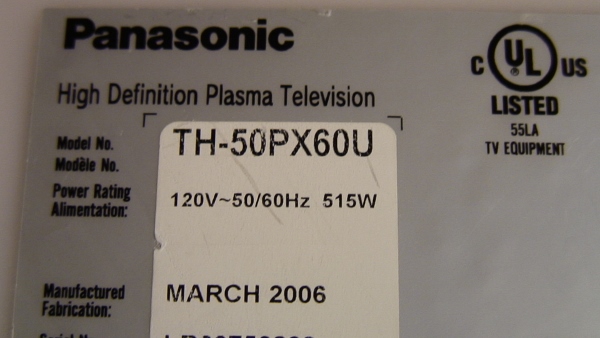 Panasonic
C UL US
LISTED
55LA
TV EQUIPMENT
High Definition Plasma Television
Model No. TH-50PX60U
Modèle No.
Power Rating 120V~50/60Hz 515W
Alimentation:
Manufactured MARCH 2006
Fabrication: